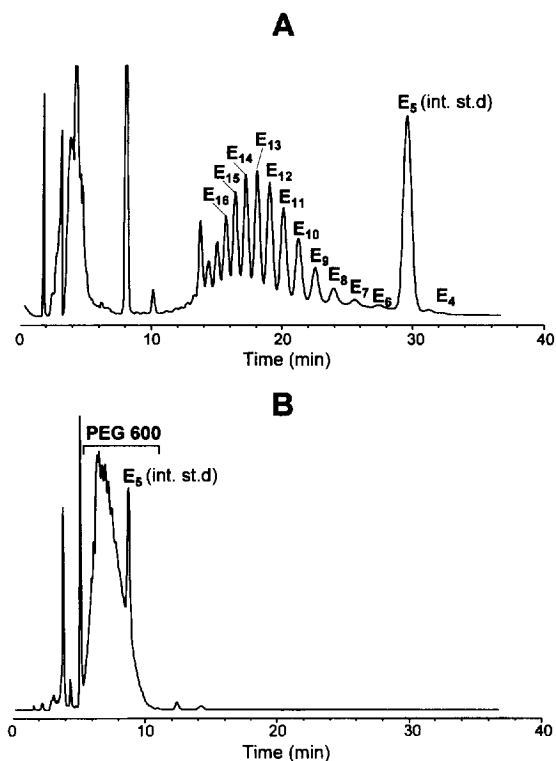 A
E5 (int. st.d)
E13
E14
E12
E15
E11
E16
E10
E9
E8
E7
E6
E4
0 10 20 30 40
Time (min)
B
PEG 600
E5 (int. st.d)
0 10 20 30 40
Time (min)